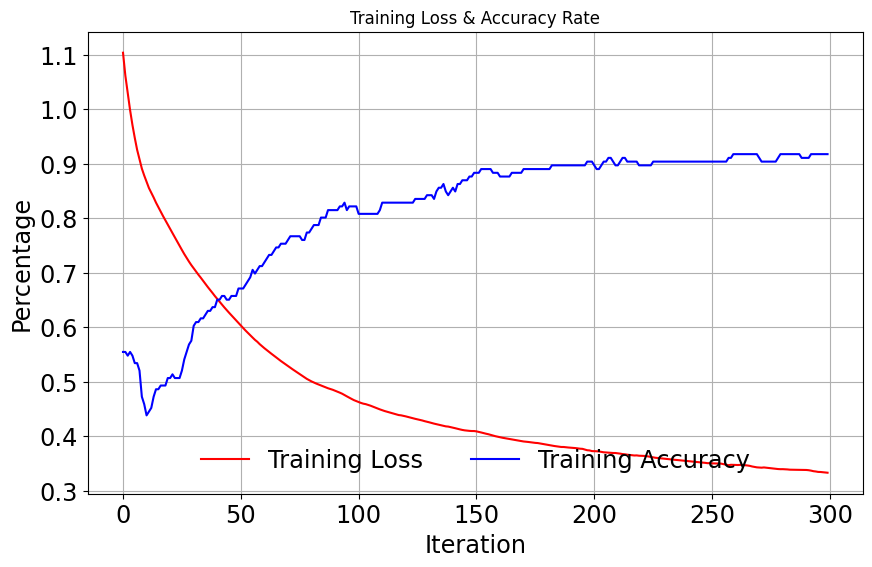 Training Loss & Accuracy Rate
Percentage
1.1
1.0
0.9
0.8
0.7
0.6
0.5
0.4
0.3
Training Loss Training Accuracy
0 50 100 150 200 250 300
Iteration